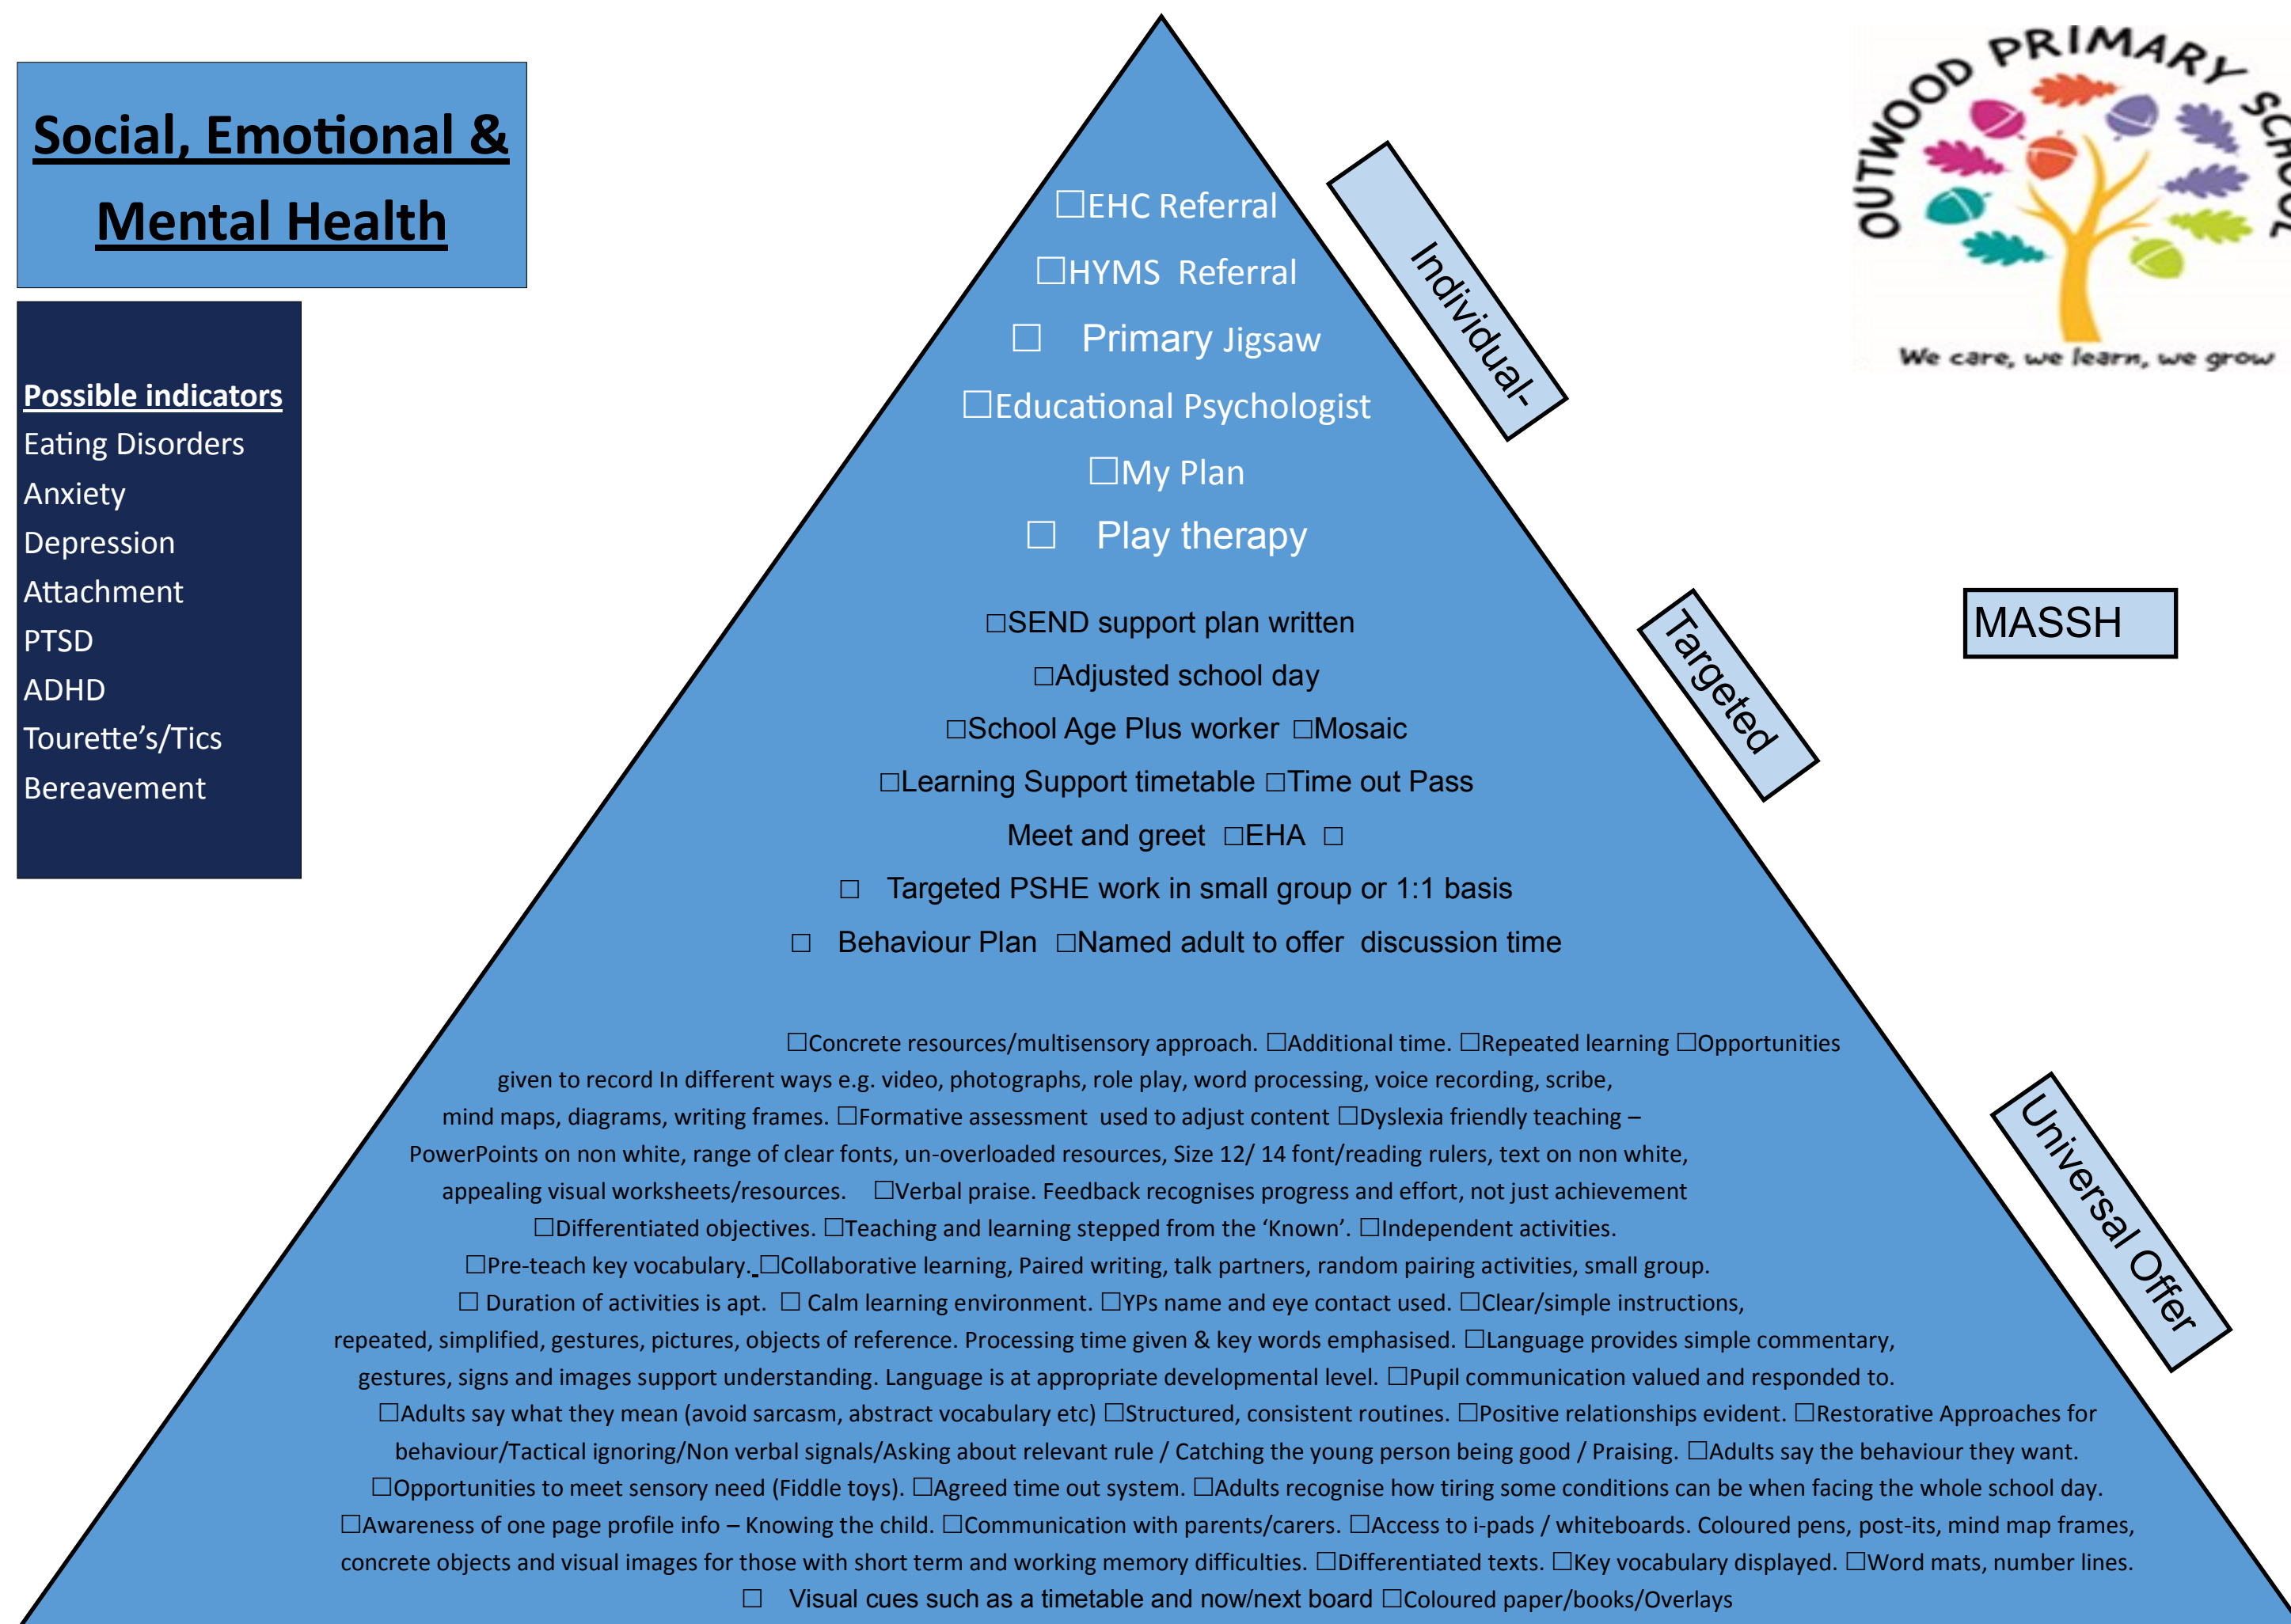 Social, Emotional &
Mental Health
OUTWOOD PRIMARY SCHOOL
We care, we learn, we grow
Possible indicators
Eating Disorders
Anxiety
Depression
Attachment
PTSD
ADHD
Tourette’s/Tics
Bereavement
☐EHC Referral
☐HYMS Referral
☐ Primary Jigsaw
☐Educational Psychologist
☐My Plan
☐ Play therapy
Individual-
☐SEND support plan written
☐Adjusted school day
☐School Age Plus worker ☐Mosaic
☐Learning Support timetable ☐Time out Pass
Meet and greet ☐EHA ☐
☐ Targeted PSHE work in small group or 1:1 basis
☐ Behaviour Plan ☐Named adult to offer discussion time
Targeted
MASSH
☐Concrete resources/multisensory approach. ☐Additional time. ☐Repeated learning ☐Opportunities
given to record In different ways e.g. video, photographs, role play, word processing, voice recording, scribe,
mind maps, diagrams, writing frames. ☐Formative assessment used to adjust content ☐Dyslexia friendly teaching –
PowerPoints on non white, range of clear fonts, un-overloaded resources, Size 12/ 14 font/reading rulers, text on non white,
appealing visual worksheets/resources. ☐Verbal praise. Feedback recognises progress and effort, not just achievement
☐Differentiated objectives. ☐Teaching and learning stepped from the ‘Known’. ☐Independent activities.
☐Pre-teach key vocabulary. ☐Collaborative learning, Paired writing, talk partners, random pairing activities, small group.
☐ Duration of activities is apt. ☐ Calm learning environment. ☐YPs name and eye contact used. ☐Clear/simple instructions,
repeated, simplified, gestures, pictures, objects of reference. Processing time given & key words emphasised. ☐Language provides simple commentary,
gestures, signs and images support understanding. Language is at appropriate developmental level. ☐Pupil communication valued and responded to.
☐Adults say what they mean (avoid sarcasm, abstract vocabulary etc) ☐Structured, consistent routines. ☐Positive relationships evident. ☐Restorative Approaches for
behaviour/Tactical ignoring/Non verbal signals/Asking about relevant rule / Catching the young person being good / Praising. ☐Adults say the behaviour they want.
☐Opportunities to meet sensory need (Fiddle toys). ☐Agreed time out system. ☐Adults recognise how tiring some conditions can be when facing the whole school day.
☐Awareness of one page profile info – Knowing the child. ☐Communication with parents/carers. ☐Access to i-pads / whiteboards. Coloured pens, post-its, mind map frames,
concrete objects and visual images for those with short term and working memory difficulties. ☐Differentiated texts. ☐Key vocabulary displayed. ☐Word mats, number lines.
☐ Visual cues such as a timetable and now/next board ☐Coloured paper/books/Overlays
Universal Offer